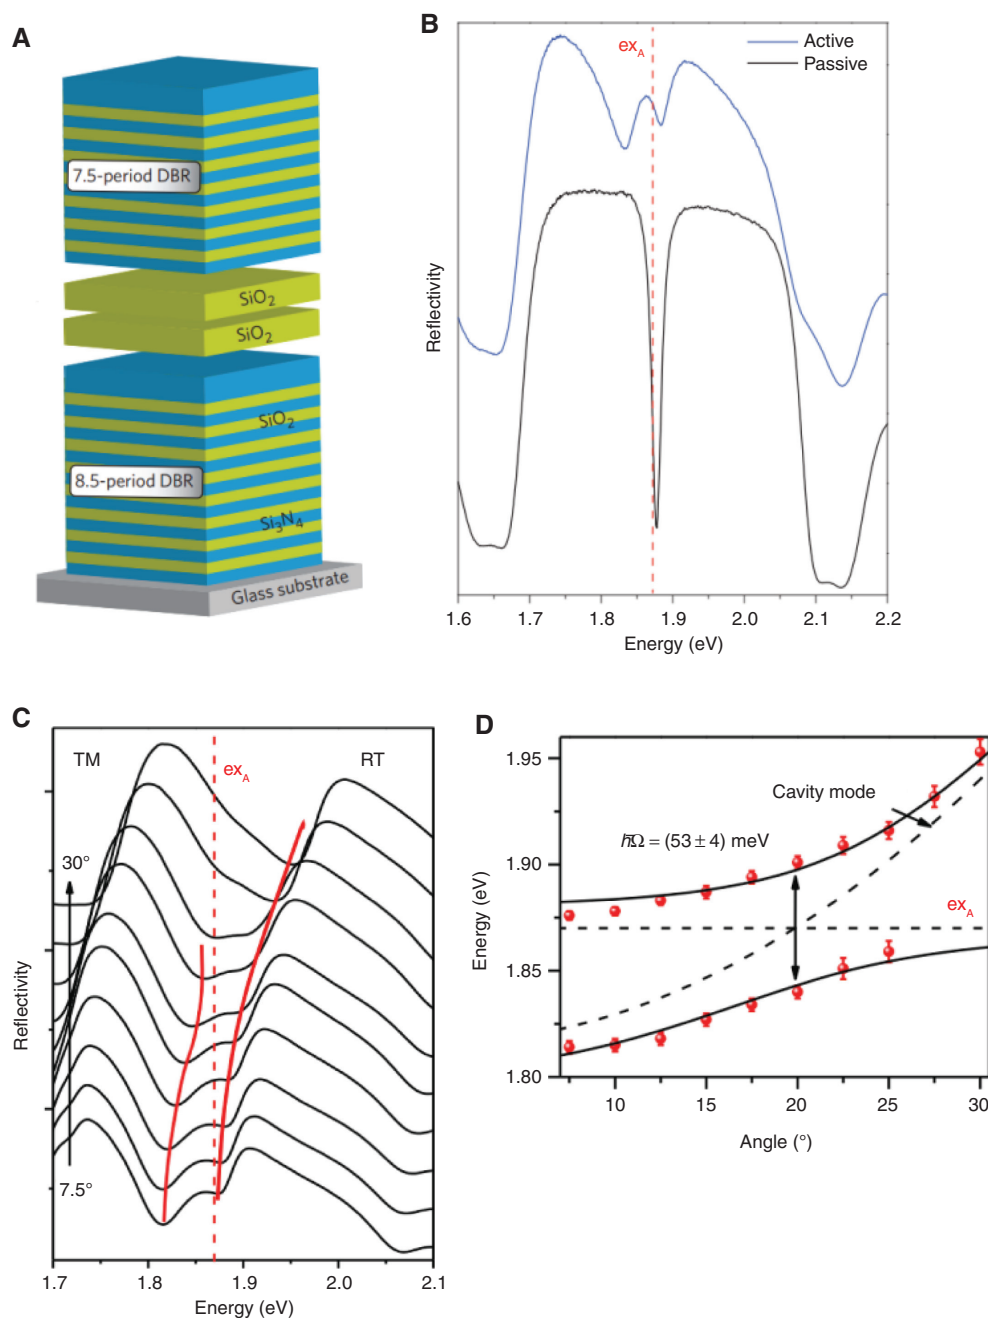 A
7.5-period DBR
SiO2
SiO2
SiO2
8.5-period DBR
Si3N4
Glass substrate
B
exA
Active
Passive
Reflectivity
1.6 1.7 1.8 1.9 2.0 2.1 2.2
Energy (eV)
C
TM
exA
RT
30°
7.5°
Reflectivity
1.7 1.8 1.9 2.0 2.1
Energy (eV)
D
1.95
1.90
1.85
1.80
Cavity mode
ℏΩ = (53 ± 4) meV
exA
Energy (eV)
10 15 20 25 30
Angle (°)